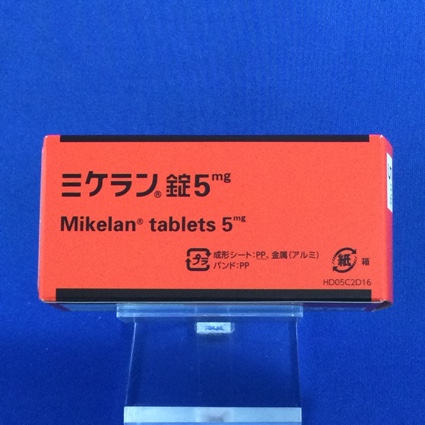 ミケラン®錠5mg
Mikelan® tablets 5mg
プラ 成形シート:PP、金属(アルミ)
バンド:PP
紙 箱
HD05C2D16